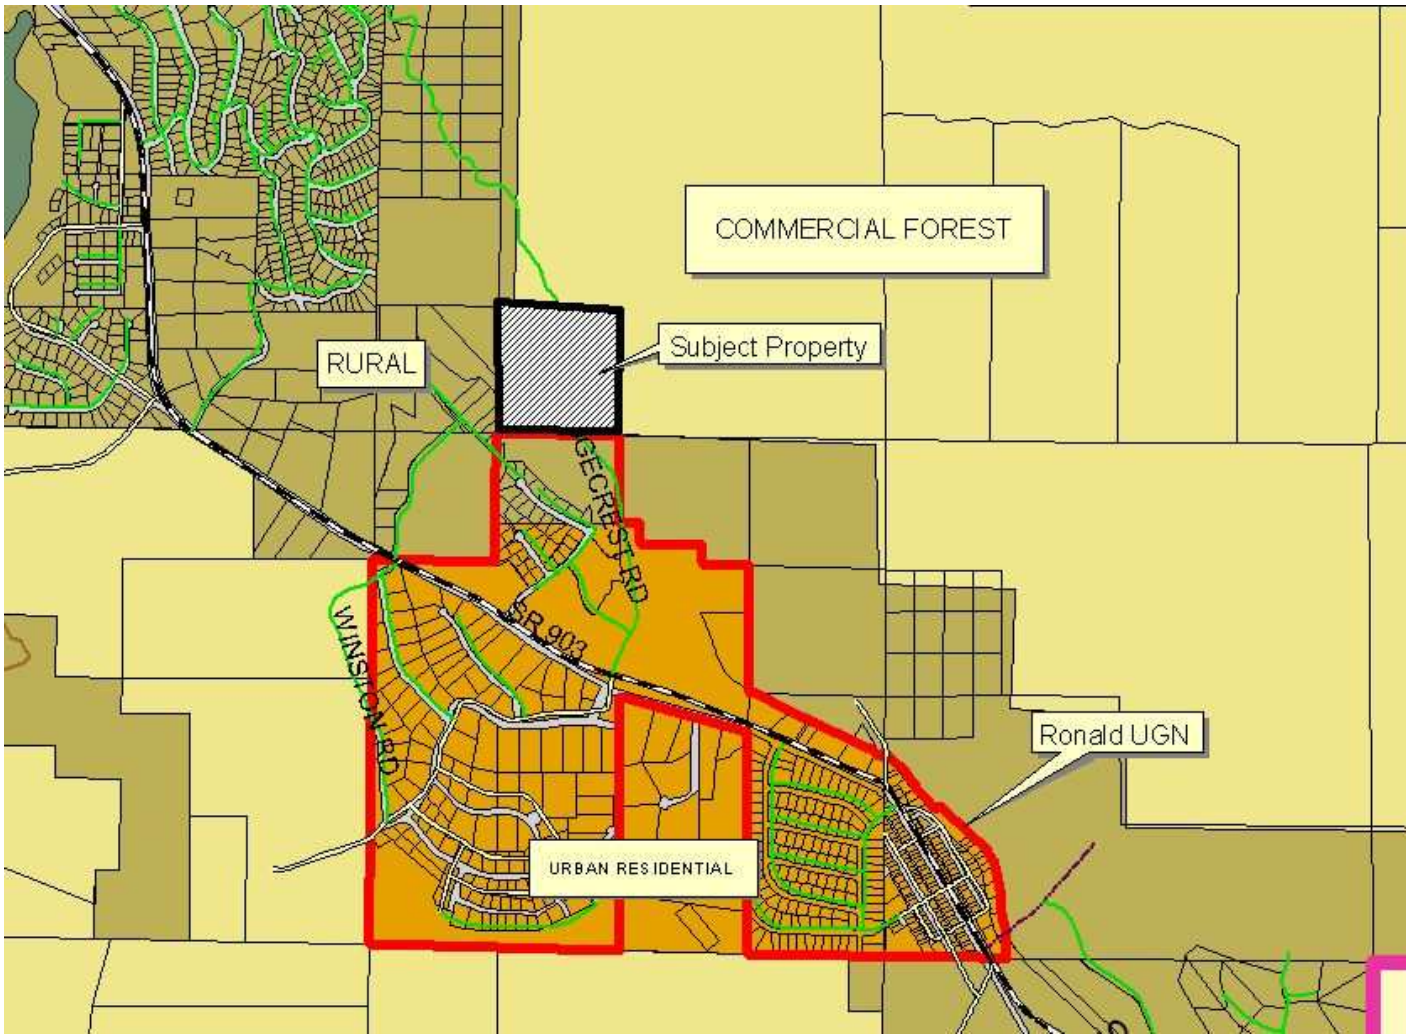 COMMERCIAL FOREST
Subject Property
RURAL
GECREST RD
SR 903
WINSTON RD
Ronald UGN
URBAN RESIDENTIAL